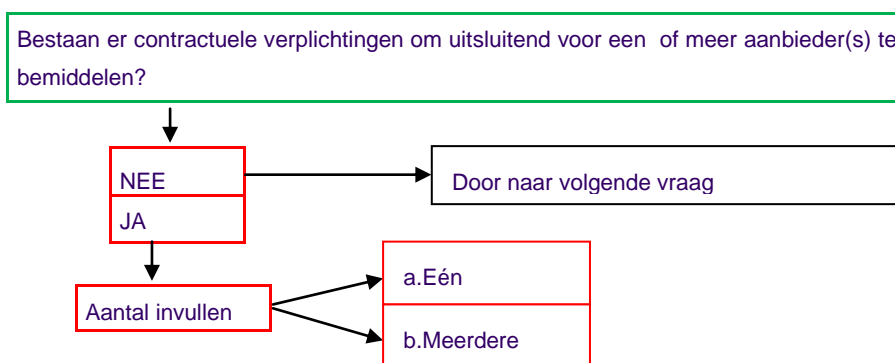 Bestaan er contractuele verplichtingen om uitsluitend voor een of meer aanbieder(s) te
bemiddelen?
NEE
Door naar volgende vraag
JA
a.Eén
Aantal invullen
b.Meerdere